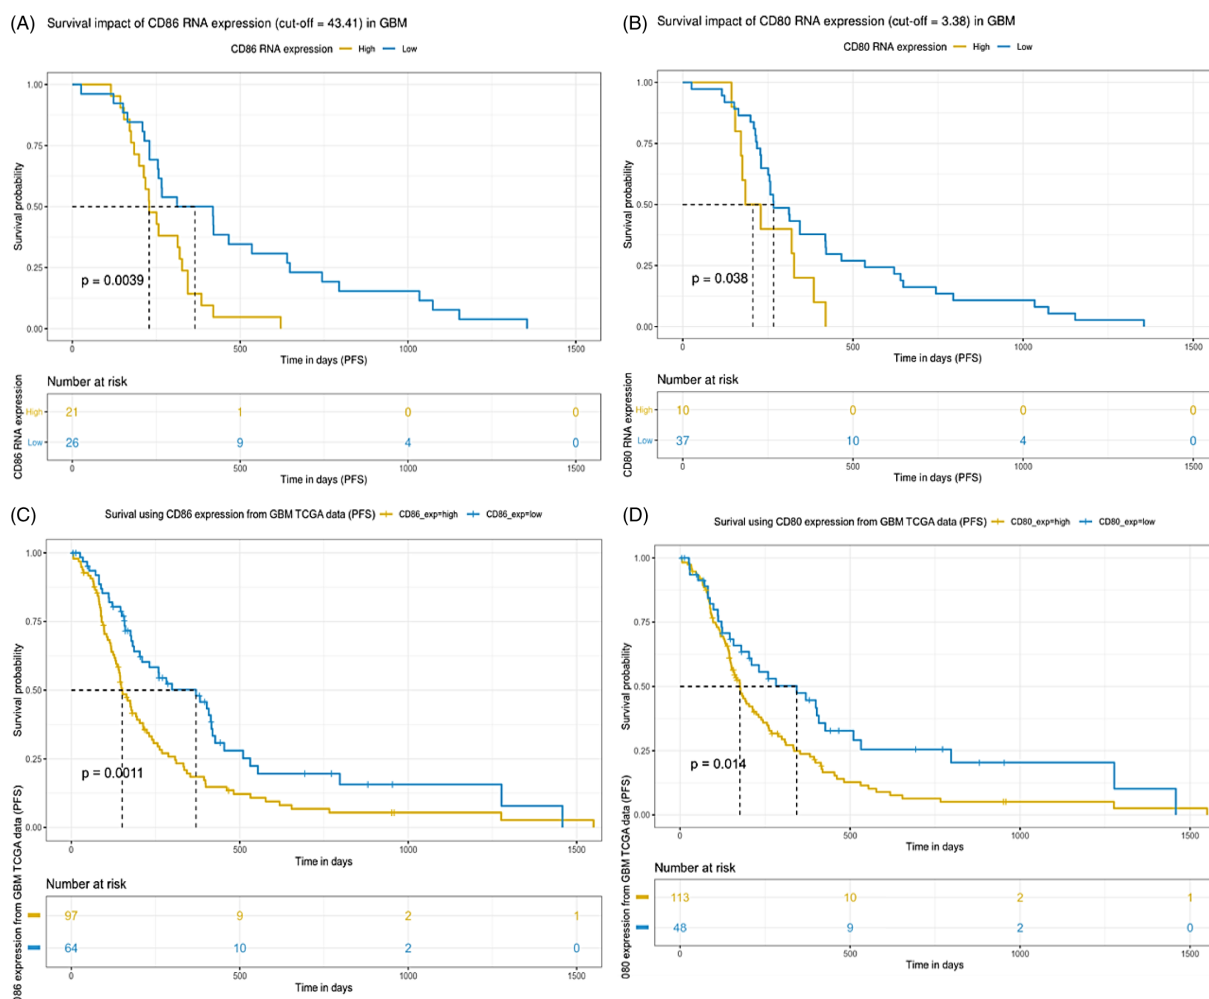 (A) Survival impact of CD86 RNA expression (cut-off = 43.41) in GBM
CD86 RNA expression High Low
Survival probability
1.00
0.75
0.50
0.25
0.00
p = 0.0039
0 500 1000 1500
Time in days (PFS)
Number at risk
CD86 RNA expression
High 21 1 0 0
Low 26 9 4 0
0 500 1000 1500
Time in days (PFS)
(B) Survival impact of CD80 RNA expression (cut-off = 3.38) in GBM
CD80 RNA expression High Low
Survival probability
1.00
0.75
0.50
0.25
0.00
p = 0.038
0 500 1000 1500
Time in days (PFS)
Number at risk
CD80 RNA expression
High 10 0 0 0
Low 37 10 4 0
0 500 1000 1500
Time in days (PFS)
(C) Surival using CD86 expression from GBM TCGA data (PFS) CD86_exp=high CD86_exp=low
Survival probability
1.00
0.75
0.50
0.25
0.00
p = 0.0011
0 500 1000 1500
Time in days
Number at risk
086 expression from GBM TCGA data (PFS)
97 9 2 1
64 10 2 0
0 500 1000 1500
Time in days
(D) Surival using CD80 expression from GBM TCGA data (PFS) CD80_exp=high CD80_exp=low
Survival probability
1.00
0.75
0.50
0.25
0.00
p = 0.014
0 500 1000 1500
Time in days
Number at risk
080 expression from GBM TCGA data (PFS)
113 10 2 1
48 9 2 0
0 500 1000 1500
Time in days